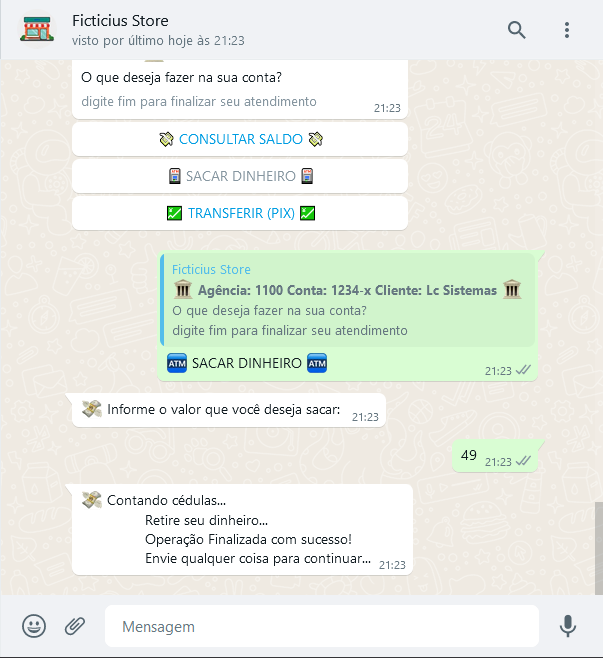 Ficticius Store
visto por último hoje às 21:23
O que deseja fazer na sua conta?
digite fim para finalizar seu atendimento
21:23
CONSULTAR SALDO
SACAR DINHEIRO
TRANSFERIR (PIX)
Ficticius Store
Agência: 1100 Conta: 1234-x Cliente: Lc Sistemas
O que deseja fazer na sua conta?
digite fim para finalizar seu atendimento
ATM SACAR DINHEIRO ATM
21:23
Informe o valor que você deseja sacar: 21:23
49 21:23
Contando cédulas...
Retire seu dinheiro...
Operação Finalizada com sucesso!
Envie qualquer coisa para continuar... 21:23
Mensagem